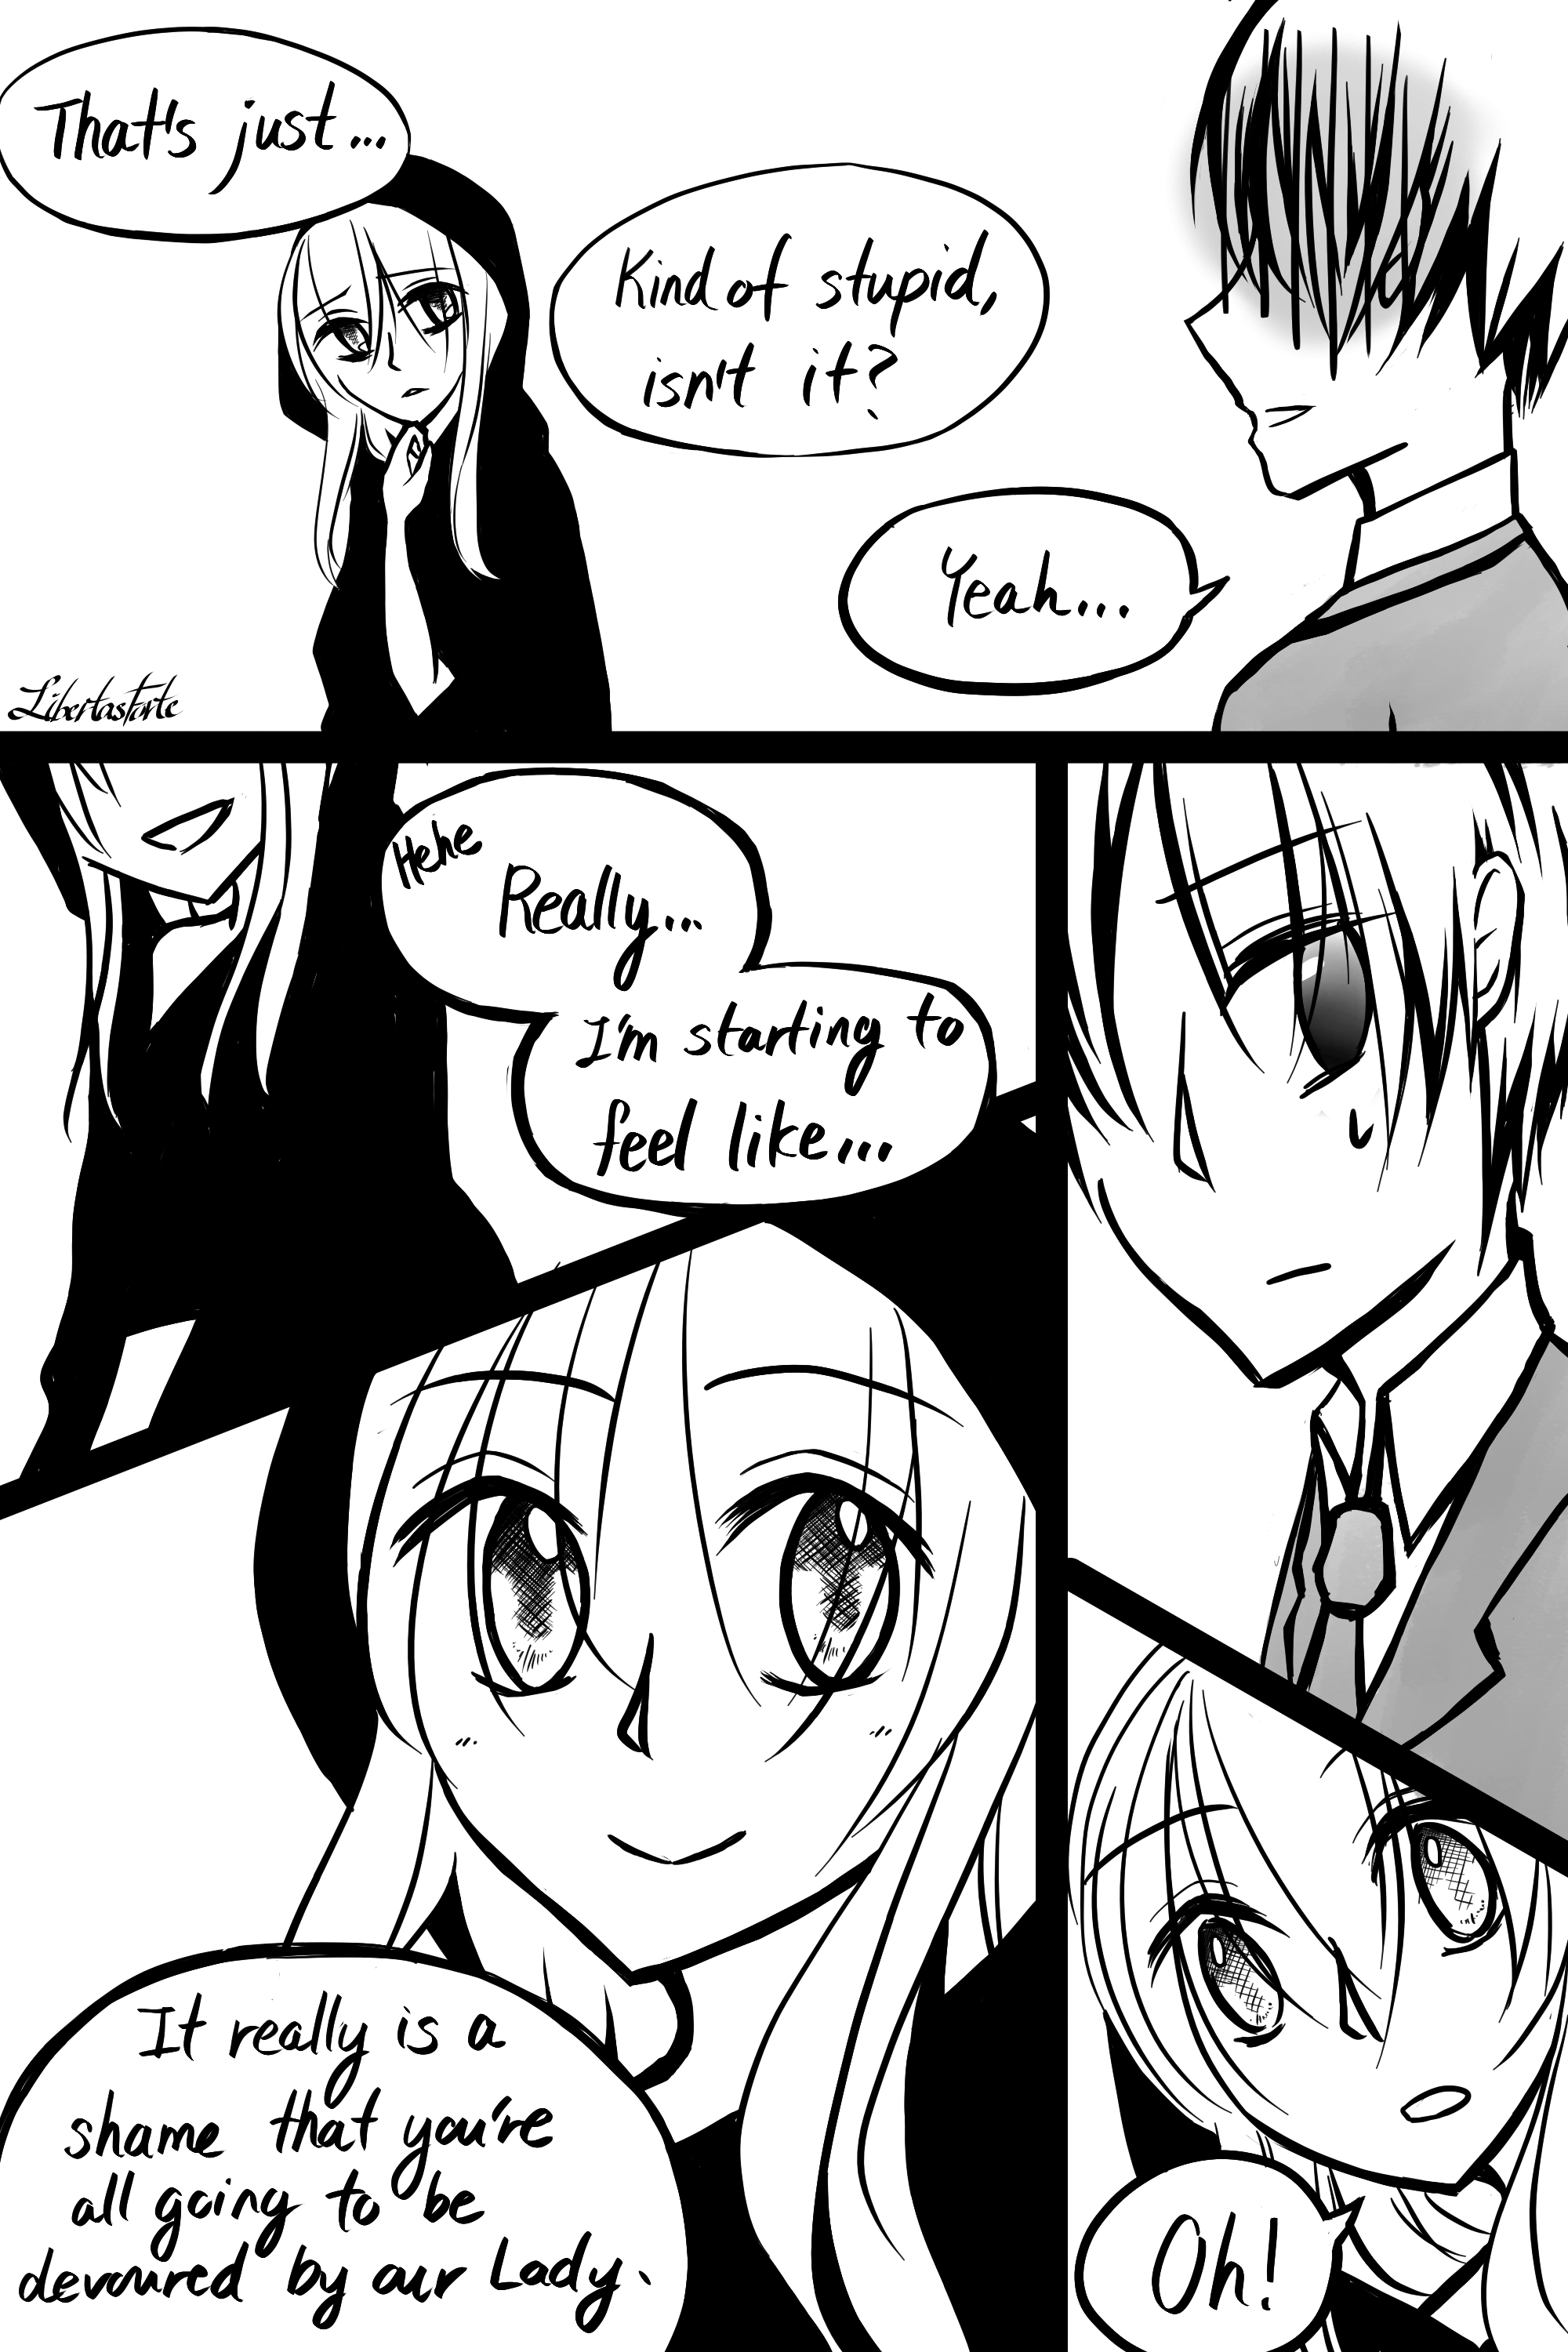 That's just...
Kind of stupid,
isn't it?
Yeah...
LibertasForte
Hehe
Really...
I'm starting to
feel like...
It really is a
shame that you're
all going to be
devoured by our Lady.
Oh!